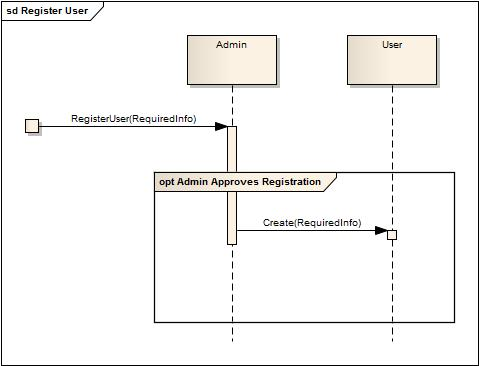 sd Register User
Admin
User
RegisterUser(RequiredInfo)
opt Admin Approves Registration
Create(RequiredInfo)